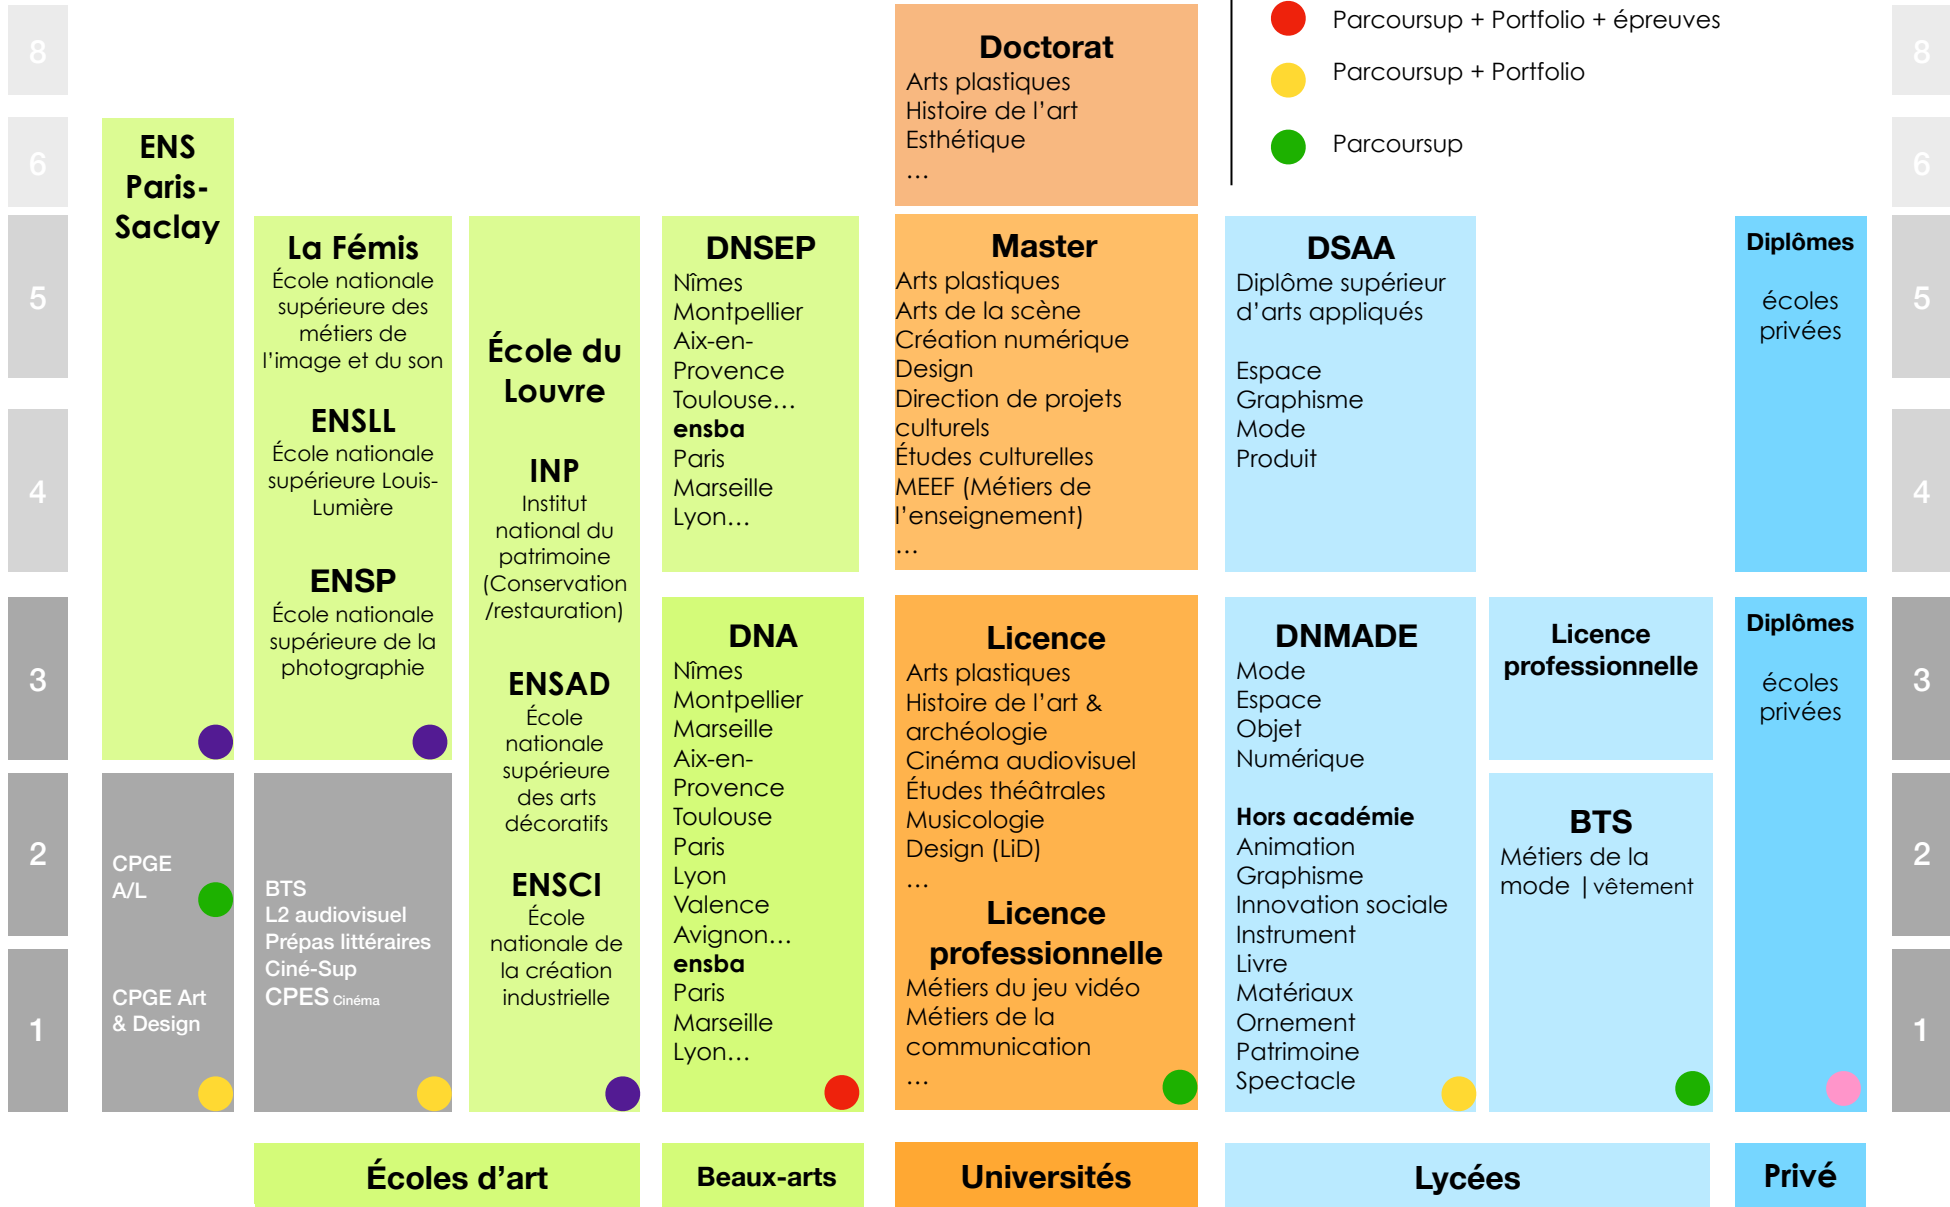 Parcoursup + Portfolio + épreuves
Parcoursup + Portfolio
Parcoursup
8
6
5
4
3
2
1
ENS
Paris-
Saclay
CPGE
A/L
CPGE Art
& Design
La Fémis
École nationale
supérieure des
métiers de
l’image et du son
ENSLL
École nationale
supérieure Louis-
Lumière
ENSP
École nationale
supérieure de la
photographie
BTS
L2 audiovisuel
Prépas littéraires
Ciné-Sup
CPES Cinéma
École du
Louvre
INP
Institut
national du
patrimoine
(Conservation
/restauration)
ENSAD
École
nationale
supérieure
des arts
décoratifs
ENSCI
École
nationale de
la création
industrielle
DNSEP
Nîmes
Montpellier
Aix-en-
Provence
Toulouse…
ensba
Paris
Marseille
Lyon…
DNA
Nîmes
Montpellier
Marseille
Aix-en-
Provence
Toulouse
Paris
Lyon
Valence
Avignon…
ensba
Paris
Marseille
Lyon…
Doctorat
Arts plastiques
Histoire de l’art
Esthétique
…
Master
Arts plastiques
Arts de la scène
Création numérique
Design
Direction de projets
culturels
Études culturelles
MEEF (Métiers de
l’enseignement)
…
Licence
Arts plastiques
Histoire de l’art &
archéologie
Cinéma audiovisuel
Études théâtrales
Musicologie
Design (LiD)
…
Licence
professionnelle
Métiers du jeu vidéo
Métiers de la
communication
…
DSAA
Diplôme supérieur
d’arts appliqués
Espace
Graphisme
Mode
Produit
DNMADE
Mode
Espace
Objet
Numérique
Hors académie
Animation
Graphisme
Innovation sociale
Instrument
Livre
Matériaux
Ornement
Patrimoine
Spectacle
Licence
professionnelle
BTS
Métiers de la
mode | vêtement
Diplômes
écoles
privées
Diplômes
écoles
privées
8
6
5
4
3
2
1
Écoles d’art
Beaux-arts
Universités
Lycées
Privé